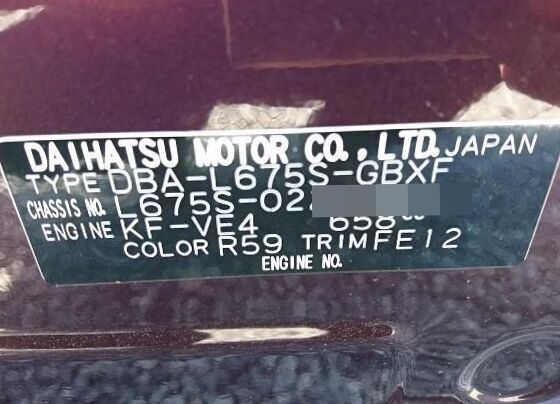 DAIHATSU MOTOR CO., LTD. JAPAN
TYPE DBA-L675S-GBXF
CHASSIS NO. L675S-02
ENGINE KF-VE4 658cc
COLOR R59 TRIM FE12
ENGINE NO.